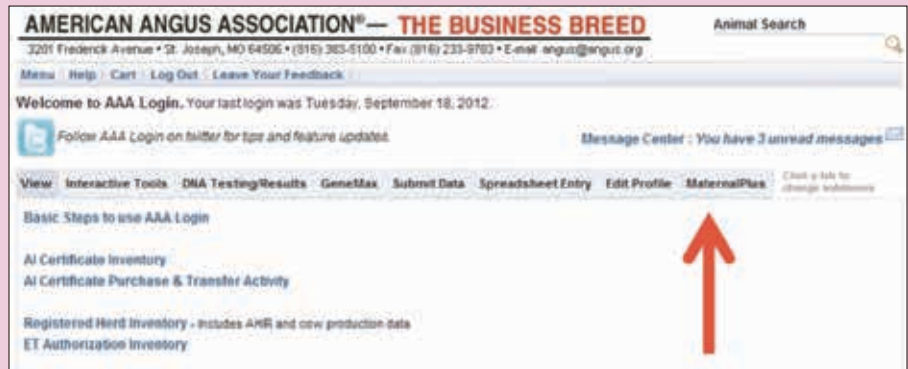 AMERICAN ANGUS ASSOCIATION®— THE BUSINESS BREED
Animal Search
3201 Frederick Avenue • St. Joseph, MO 64506 • (816) 383-5100 • Fax (816) 233-9703 • E-mail angus@angus.org
Menu Help Cart Log Out Leave Your Feedback
Welcome to AAA Login. Your last login was Tuesday, September 18, 2012.
Follow AAA Login on twitter for tips and feature updates.
Message Center : You have 3 unread messages
View Interactive Tools DNA Testing/Results GeneMax Submit Data Spreadsheet Entry Edit Profile MaternalPlus
Click a tab to
change
Basic Steps to use AAA Login
AI Certificate Inventory
AI Certificate Purchase & Transfer Activity
Registered Herd Inventory - includes AHIR and cow production data
ET Authorization Inventory